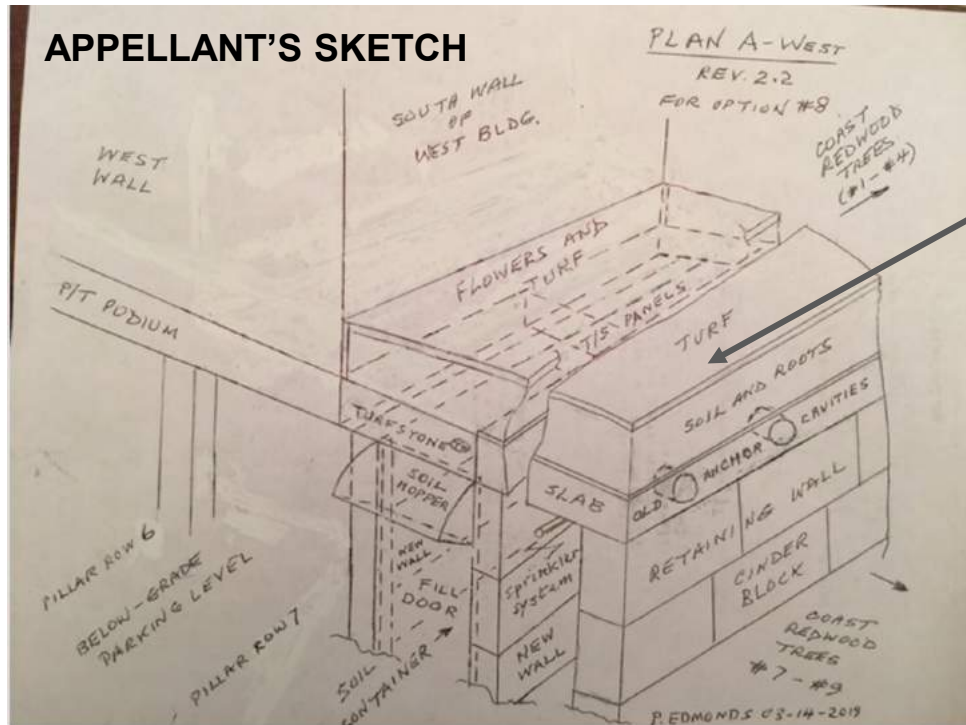 APPELLANT'S SKETCH
PLAN A-WEST
REV. 2.2
FOR OPTION #8
SOUTH WALL
OF
WEST BLDG.
COAST
REDWOOD
TREES
(#1-#4)
WEST
WALL
FLOWERS AND
TURF
T/S PANELS
P/T PODIUM
TURF
SOIL AND ROOTS
TURFSTONE
OLD ANCHOR CAVITIES
SOIL
HOPPER
SLAB
RETAINING WALL
NEW
WALL
FILL
DOOR
sprinkler
system
CINDER
BLOCK
PILLAR ROW 6
BELOW-GRADE
PARKING LEVEL
PILLAR ROW 7
SOIL
CONTAINER
NEW
WALL
COAST
REDWOOD
TREES
#7-#9
P. EDMONDS 03-14-2019